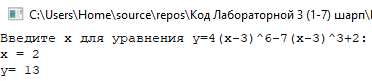 C:\Users\Home\source\repos\Код Лабораторной 3 (1-7) шарп\
Введите x для уравнения y=4(x-3)^6-7(x-3)^3+2:
x = 2
y= 13